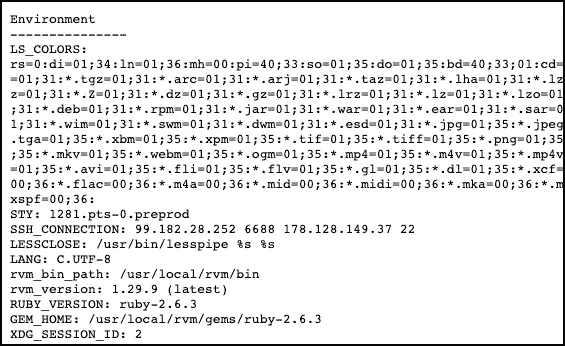 Environment
---------------
LS_COLORS:
rs=0:di=01;34:ln=01;36:mh=00:pi=40;33:so=01;35:do=01;35:bd=40;33;01:cd=
=01;31:*.tgz=01;31:*.arc=01;31:*.arj=01;31:*.taz=01;31:*.lha=01;31:*.lz
z=01;31:*.Z=01;31:*.dz=01;31:*.gz=01;31:*.lrz=01;31:*.lz=01;31:*.lzo=01
;31:*.deb=01;31:*.rpm=01;31:*.jar=01;31:*.war=01;31:*.ear=01;31:*.sar=0
1;31:*.wim=01;31:*.swm=01;31:*.dwm=01;31:*.esd=01;31:*.jpg=01;35:*.jpeg
.tga=01;35:*.xbm=01;35:*.xpm=01;35:*.tif=01;35:*.tiff=01;35:*.png=01;35
;35:*.mkv=01;35:*.webm=01;35:*.ogm=01;35:*.mp4=01;35:*.m4v=01;35:*.mp4v
=01;35:*.avi=01;35:*.fli=01;35:*.flv=01;35:*.gl=01;35:*.dl=01;35:*.xcf=
00;36:*.flac=00;36:*.m4a=00;36:*.mid=00;36:*.midi=00;36:*.mka=00;36:*.m
xspf=00;36:
STY: 1281.pts-0.preprod
SSH_CONNECTION: 99.182.28.252 6688 178.128.149.37 22
LESSCLOSE: /usr/bin/lesspipe %s %s
LANG: C.UTF-8
rvm_bin_path: /usr/local/rvm/bin
rvm_version: 1.29.9 (latest)
RUBY_VERSION: ruby-2.6.3
GEM_HOME: /usr/local/rvm/gems/ruby-2.6.3
XDG_SESSION_ID: 2